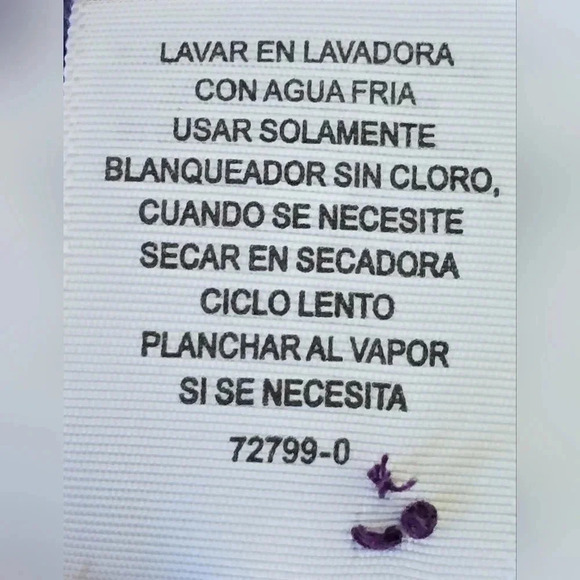 LAVAR EN LAVADORA
CON AGUA FRIA
USAR SOLAMENTE
BLANQUEADOR SIN CLORO,
CUANDO SE NECESITE
SECAR EN SECADORA
CICLO LENTO
PLANCHAR AL VAPOR
SI SE NECESITA
72799-0